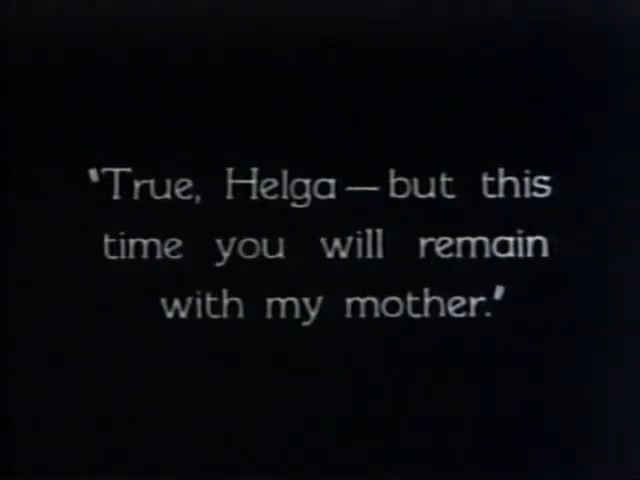 "True, Helga — but this
time you will remain
with my mother."